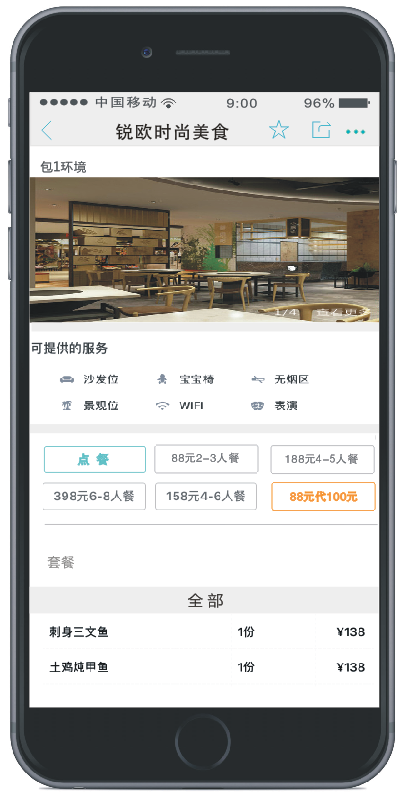 中国移动 9:00 96%
锐欧时尚美食
包1环境
1/4 查看更多
可提供的服务
沙发位 宝宝椅 无烟区
景观位 WIFI 表演
点餐 88元2-3人餐 188元4-5人餐
398元6-8人餐 158元4-6人餐 88元代100元
套餐
全部
刺身三文鱼 1份 ¥138
土鸡炖甲鱼 1份 ¥138